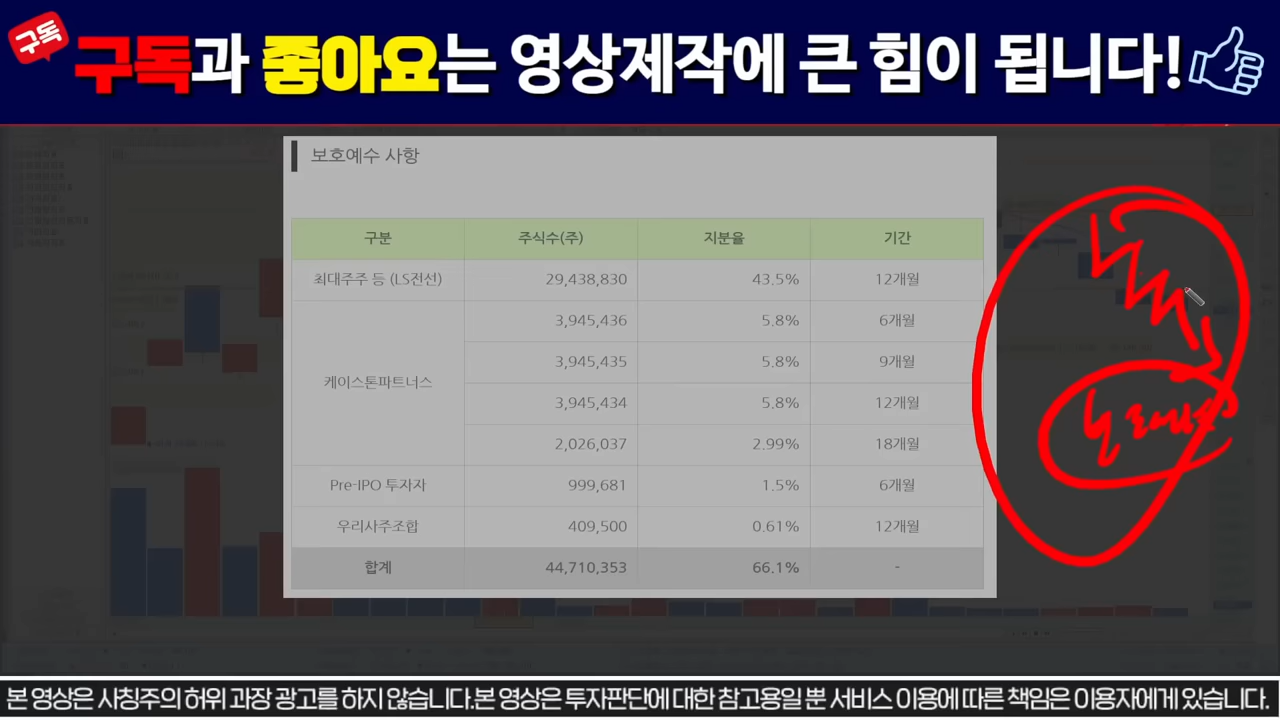 구독
구독과 좋아요는 영상제작에 큰 힘이 됩니다!
보호예수 사항
구분 주식수(주) 지분율 기간
최대주주 등 (LS전선) 29,438,830 43.5% 12개월
케이스톤파트너스 3,945,436 5.8% 6개월
3,945,435 5.8% 9개월
3,945,434 5.8% 12개월
2,026,037 2.99% 18개월
Pre-IPO 투자자 999,681 1.5% 6개월
우리사주조합 409,500 0.61% 12개월
합계 44,710,353 66.1% -
본 영상은 사칭주의 허위 과장 광고를 하지 않습니다.본 영상은 투자판단에 대한 참고용일 뿐 서비스 이용에 따른 책임은 이용자에게 있습니다.